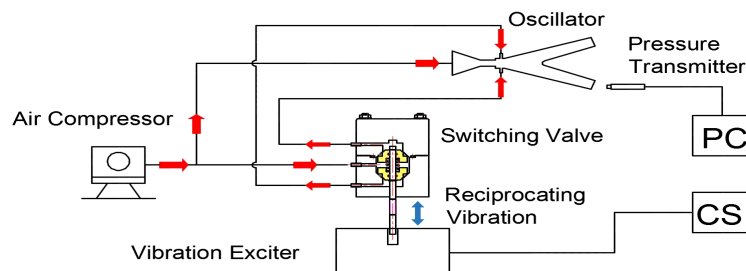 Oscillator
Pressure
Transmitter
Air Compressor
Switching Valve
PC
Reciprocating
Vibration
CS
Vibration Exciter